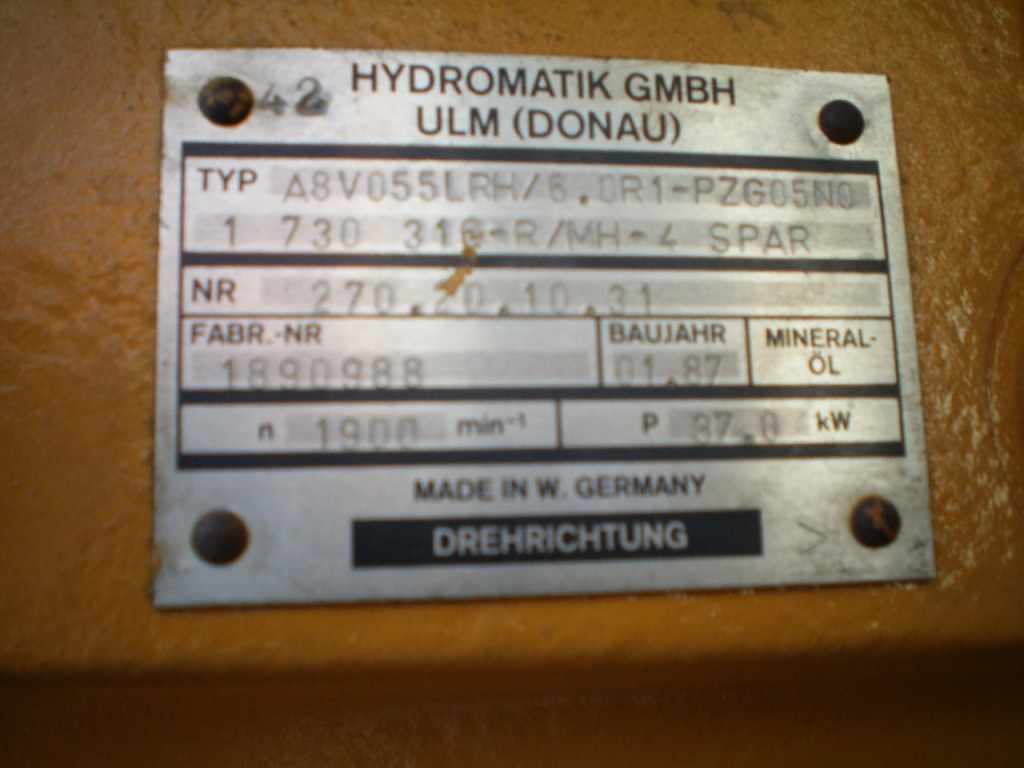 42 HYDROMATIK GMBH
ULM (DONAU)
TYP A8V055LRH/6.0R1-PZG05N0
1 730 -R/MH-4 SPAR
NR 270.20.10.31
FABR.-NR BAUJAHR MINERAL-
ÖL
1890988 01.87
n 1900 min⁻¹ P 37.0 kW
MADE IN W. GERMANY
DREHRICHTUNG >